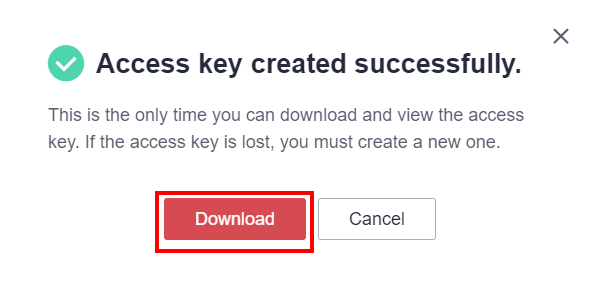 Access key created successfully.
This is the only time you can download and view the access
key. If the access key is lost, you must create a new one.
Download
Cancel